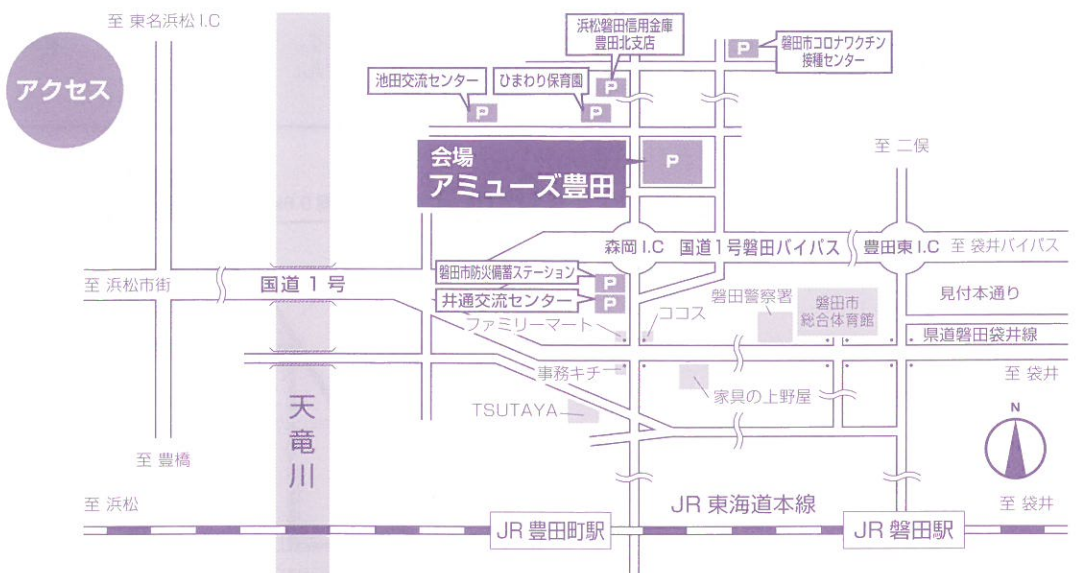 至 東名浜松 I.C
アクセス
浜松磐田信用金庫
豊田北支店
P
P
磐田市コロナワクチン
接種センター
池田交流センター
P
ひまわり保育園
P
会場
アミューズ豊田
P
至 二俣
森岡 I.C
国道1号磐田バイパス
豊田東 I.C
至 袋井バイパス
至 浜松市街
国道1号
磐田市防災備蓄ステーション
P
井通交流センター
P
ファミリーマート
ココス
磐田警察署
磐田市
総合体育館
見付本通り
県道磐田袋井線
事務キチ
家具の上野屋
至 袋井
TSUTAYA
天竜川
N
至 豊橋
至 浜松
JR 東海道本線
至 袋井
JR 豊田町駅
JR 磐田駅